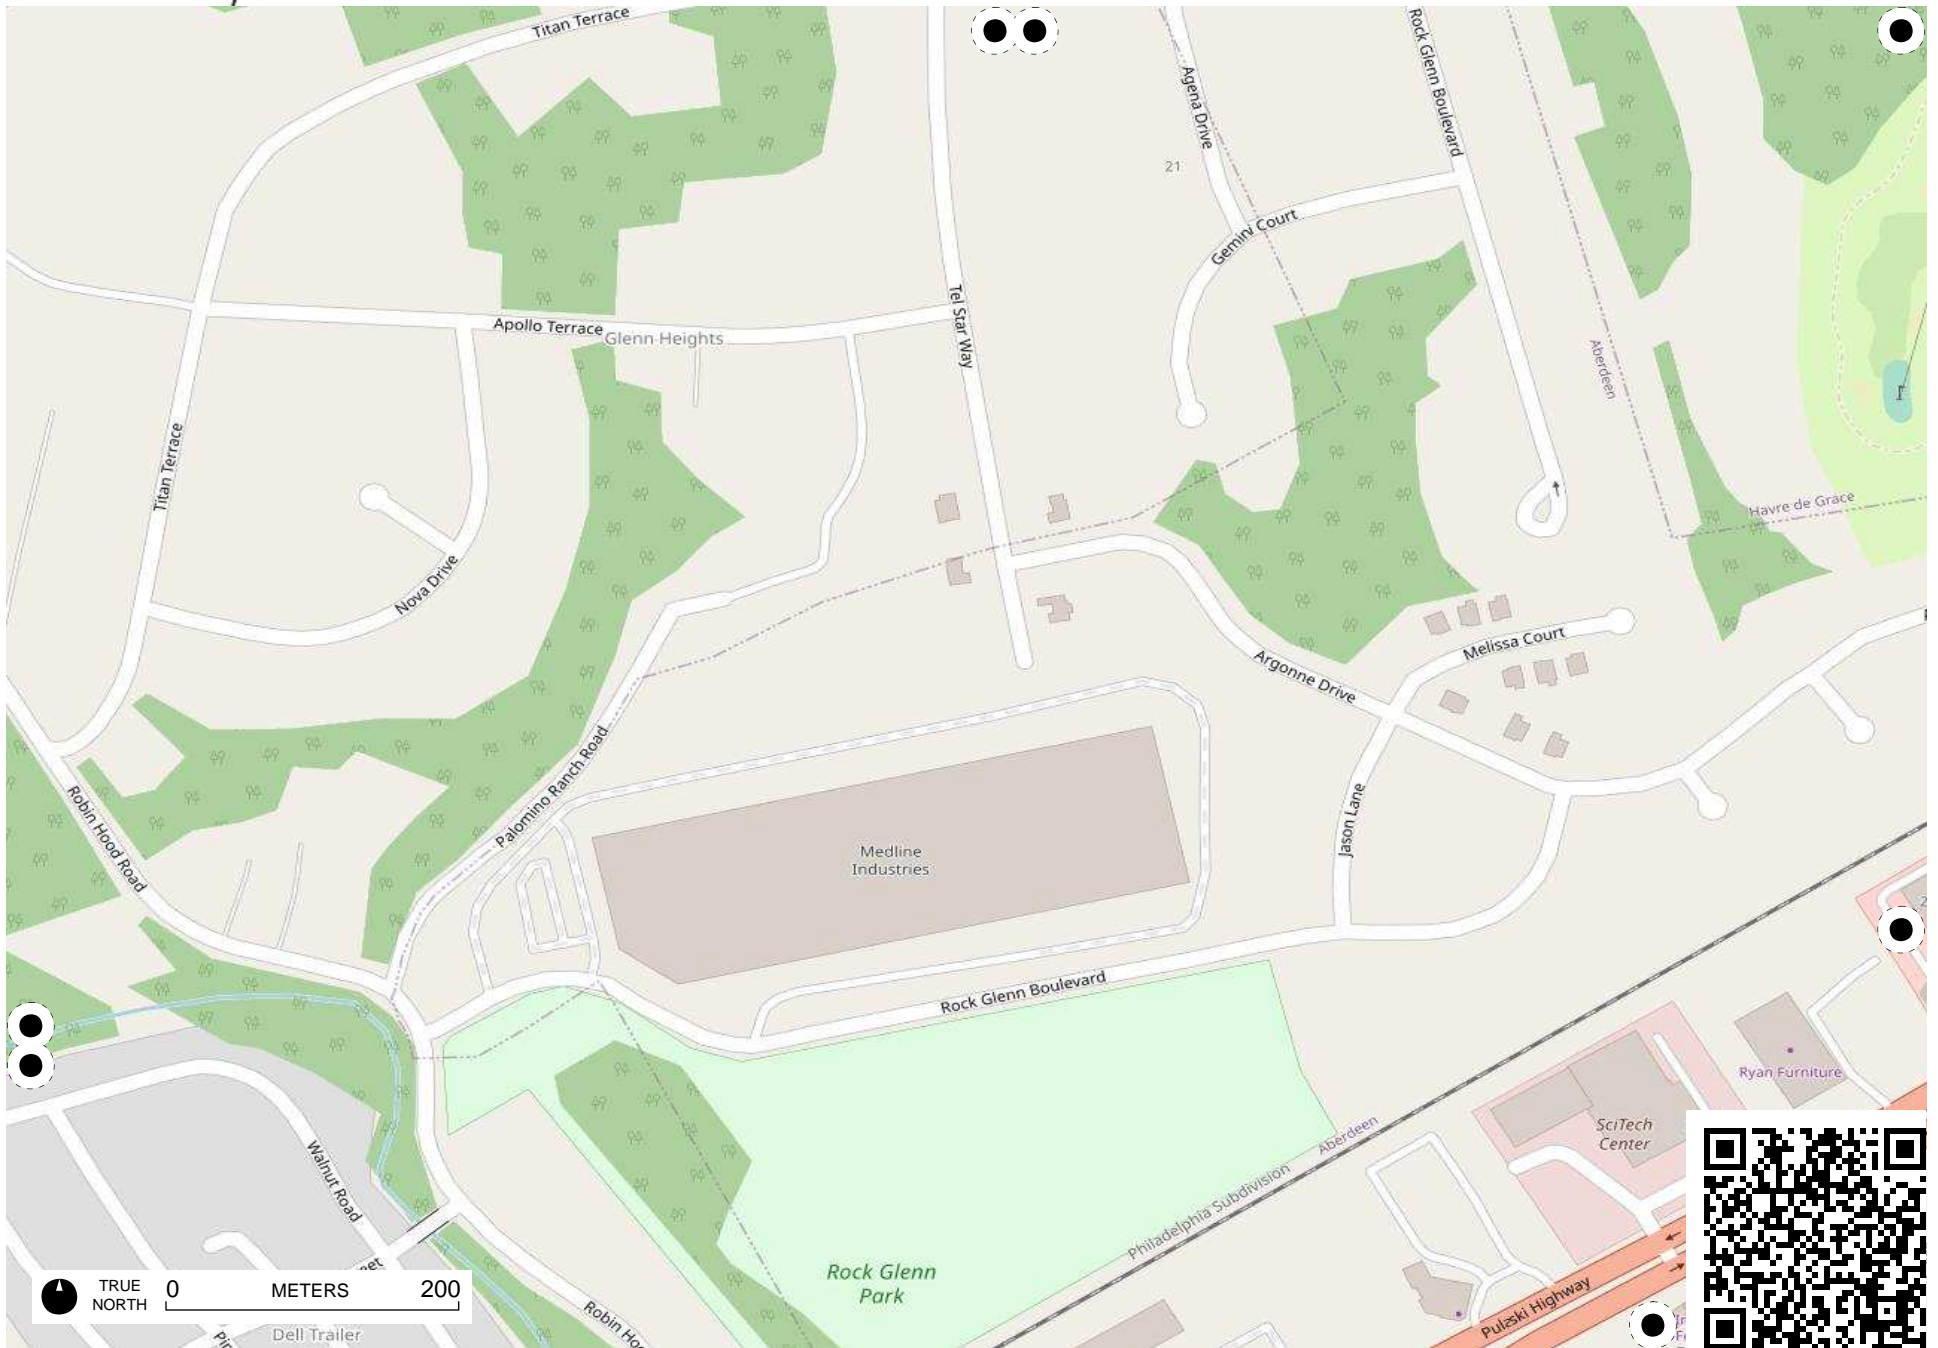 Titan Terrace
Agena Drive
Rock Glenn Boulevard
21
Gemini Court
Apollo Terrace
Glenn Heights
Tel Star Way
Aberdeen
Titan Terrace
Havre de Grace
Nova Drive
Melissa Court
Argonne Drive
Palomino Ranch Road
Robin Hood Road
Jason Lane
Medline
Industries
Rock Glenn Boulevard
Ryan Furniture
SciTech
Center
Aberdeen
Philadelphia Subdivision
Walnut Road
Rock Glenn
Park
TRUE
NORTH
0 METERS 200
Pulaski Highway
Dell Trailer